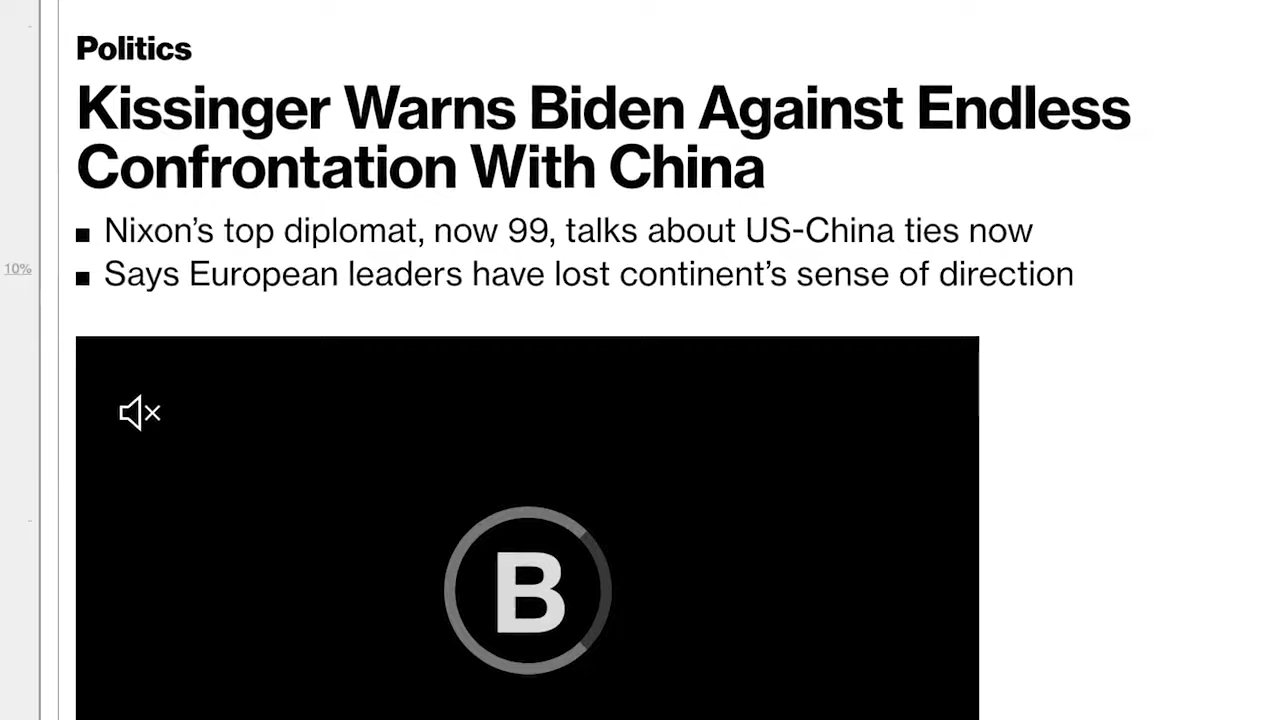 Politics
Kissinger Warns Biden Against Endless
Confrontation With China
▪ Nixon’s top diplomat, now 99, talks about US-China ties now
▪ Says European leaders have lost continent’s sense of direction
10%
B